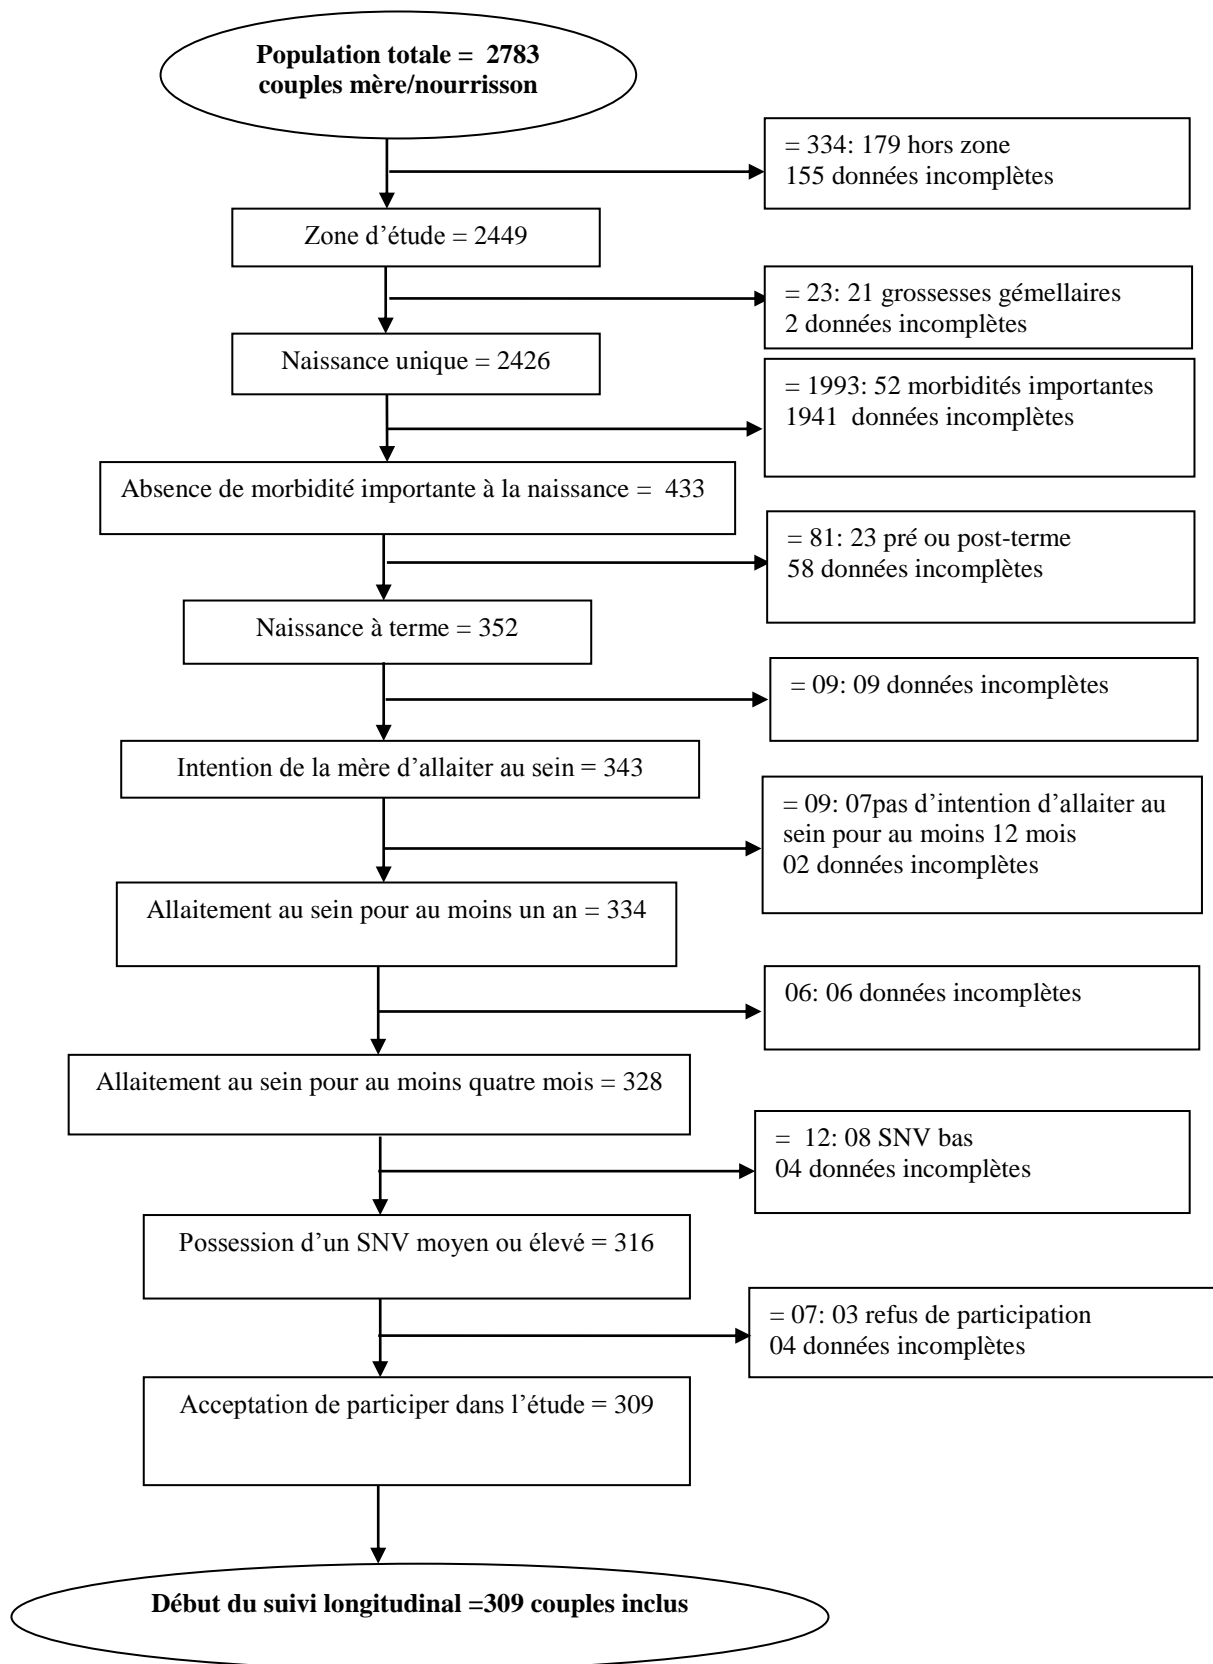 Population totale = 2783
couples mère/nourrisson
= 334: 179 hors zone
155 données incomplètes
Zone d’étude = 2449
= 23: 21 grossesses gémellaires
2 données incomplètes
Naissance unique = 2426
= 1993: 52 morbidités importantes
1941 données incomplètes
Absence de morbidité importante à la naissance = 433
= 81: 23 pré ou post-terme
58 données incomplètes
Naissance à terme = 352
= 09: 09 données incomplètes
Intention de la mère d’allaiter au sein = 343
= 09: 07pas d’intention d’allaiter au
sein pour au moins 12 mois
02 données incomplètes
Allaitement au sein pour au moins un an = 334
06: 06 données incomplètes
Allaitement au sein pour au moins quatre mois = 328
= 12: 08 SNV bas
04 données incomplètes
Possession d’un SNV moyen ou élevé = 316
= 07: 03 refus de participation
04 données incomplètes
Acceptation de participer dans l’étude = 309
Début du suivi longitudinal =309 couples inclus